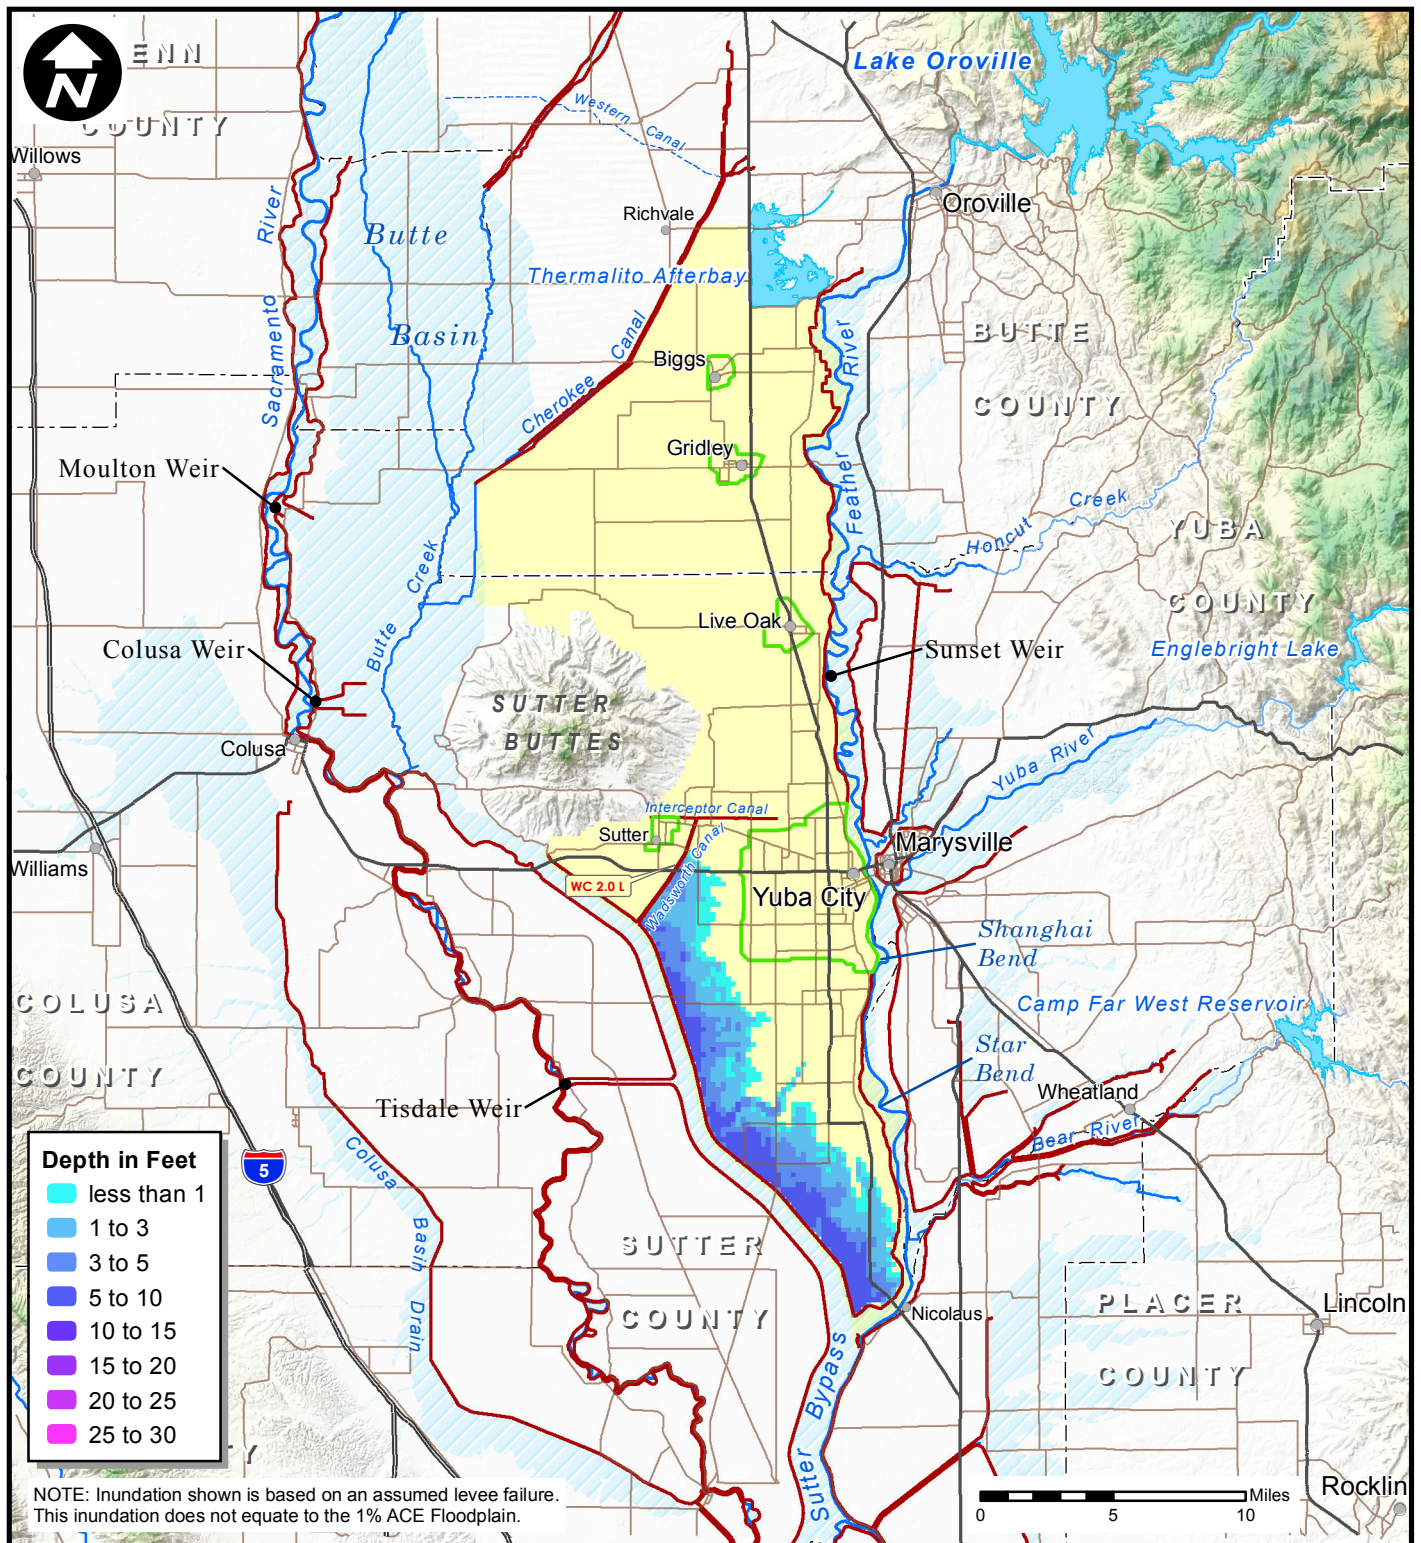 N
ENN
COUNTY
Willows
Lake Oroville
Western Canal
Richvale
Oroville
Sacramento River
Butte
Basin
Thermalito Afterbay
Cherokee Canal
Biggs
Feather River
BUTTE
COUNTY
Gridley
Moulton Weir
Honcut Creek
YUBA
COUNTY
Butte Creek
Live Oak
Colusa Weir
Sunset Weir
Englebright Lake
SUTTER
BUTTES
Colusa
Yuba River
Interceptor Canal
Sutter
Marysville
Williams
WC 2.0 L
Wadsworth Canal
Yuba City
Shanghai
Bend
COLUSA
COUNTY
Camp Far West Reservoir
Star
Bend
Wheatland
Tisdale Weir
Bear River
Depth in Feet
less than 1
1 to 3
3 to 5
5 to 10
10 to 15
15 to 20
20 to 25
25 to 30
5
Colusa Basin Drain
SUTTER
COUNTY
Nicolaus
PLACER
COUNTY
Lincoln
Sutter Bypass
TY
Rocklin
NOTE: Inundation shown is based on an assumed levee failure.
This inundation does not equate to the 1% ACE Floodplain.
Miles
0 5 10